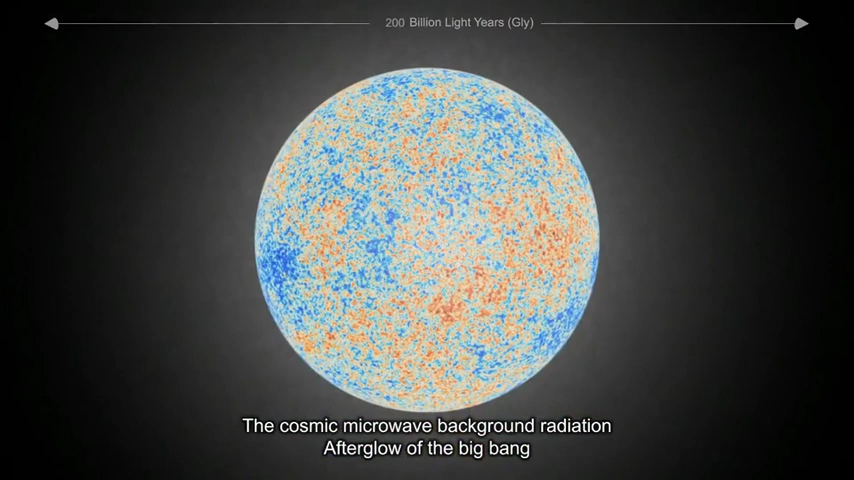 200 Billion Light Years (Gly)
The cosmic microwave background radiation
Afterglow of the big bang